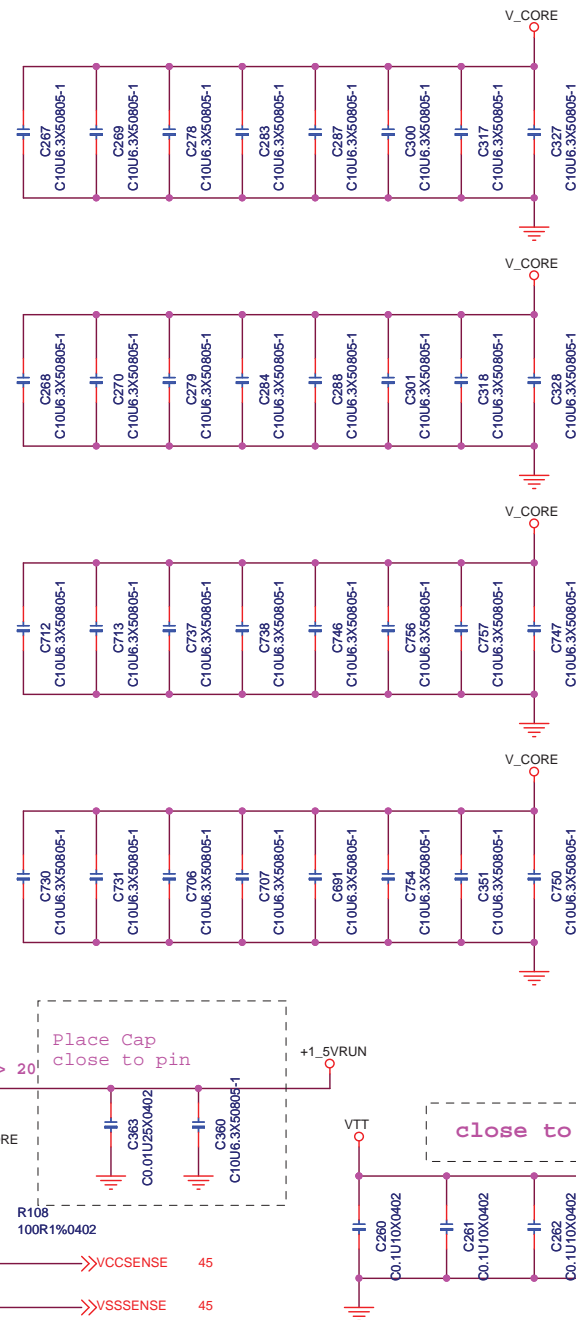 V_CORE
C267
C10U6.3X50805-1
C269
C10U6.3X50805-1
C278
C10U6.3X50805-1
C283
C10U6.3X50805-1
C287
C10U6.3X50805-1
C300
C10U6.3X50805-1
C317
C10U6.3X50805-1
C327
C10U6.3X50805-1
V_CORE
C268
C10U6.3X50805-1
C270
C10U6.3X50805-1
C279
C10U6.3X50805-1
C284
C10U6.3X50805-1
C288
C10U6.3X50805-1
C301
C10U6.3X50805-1
C318
C10U6.3X50805-1
C328
C10U6.3X50805-1
V_CORE
C712
C10U6.3X50805-1
C713
C10U6.3X50805-1
C737
C10U6.3X50805-1
C738
C10U6.3X50805-1
C746
C10U6.3X50805-1
C756
C10U6.3X50805-1
C757
C10U6.3X50805-1
C747
C10U6.3X50805-1
V_CORE
C730
C10U6.3X50805-1
C731
C10U6.3X50805-1
C706
C10U6.3X50805-1
C707
C10U6.3X50805-1
C691
C10U6.3X50805-1
C754
C10U6.3X50805-1
C351
C10U6.3X50805-1
C750
C10U6.3X50805-1
> 20
Place Cap
close to pin
+1_5VRUN
C363
C0.01U25X0402
C360
C10U6.3X50805-1
R108
100R1%0402
VCCSENSE 45
VSSSENSE 45
VTT
close to
C260
C0.1U10X0402
C261
C0.1U10X0402
C262
C0.1U10X0402